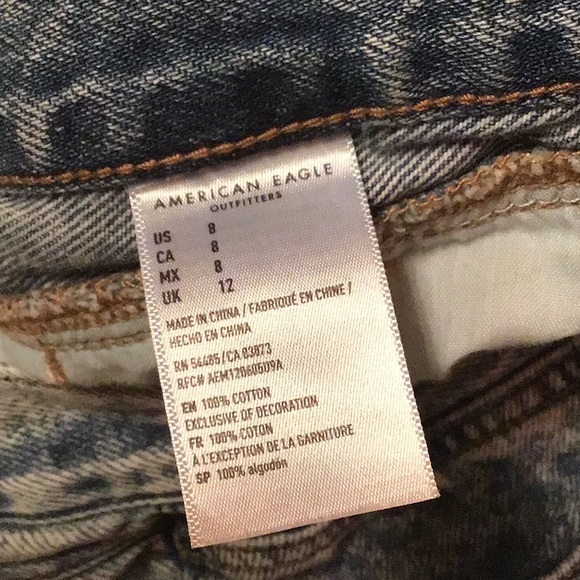 AMERICAN EAGLE
OUTFITTERS
US 8
CA 8
MX 8
UK 12
MADE IN CHINA / FABRIQUÉ EN CHINE /
HECHO EN CHINA
RN 54485/CA 03873
RFC# AEM120605U9A
EN 100% COTTON
EXCLUSIVE OF DECORATION
FR 100% COTON
À L'EXCEPTION DE LA GARNITURE
SP 100% algodon